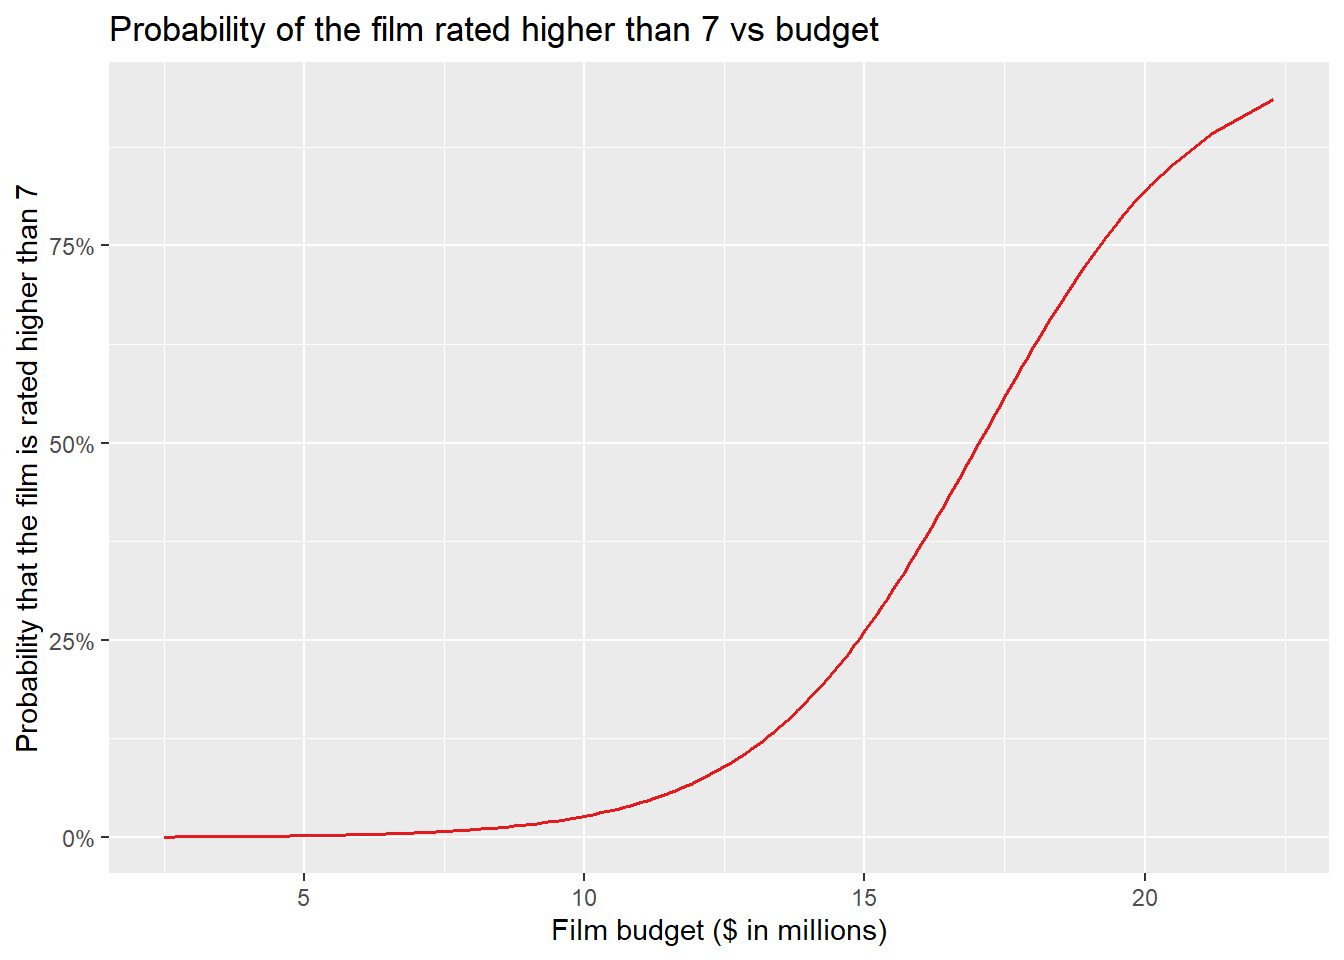 Probability of the film rated higher than 7 vs budget
Probability that the film is rated higher than 7
75%
50%
25%
0%
5
10
15
20
Film budget ($ in millions)